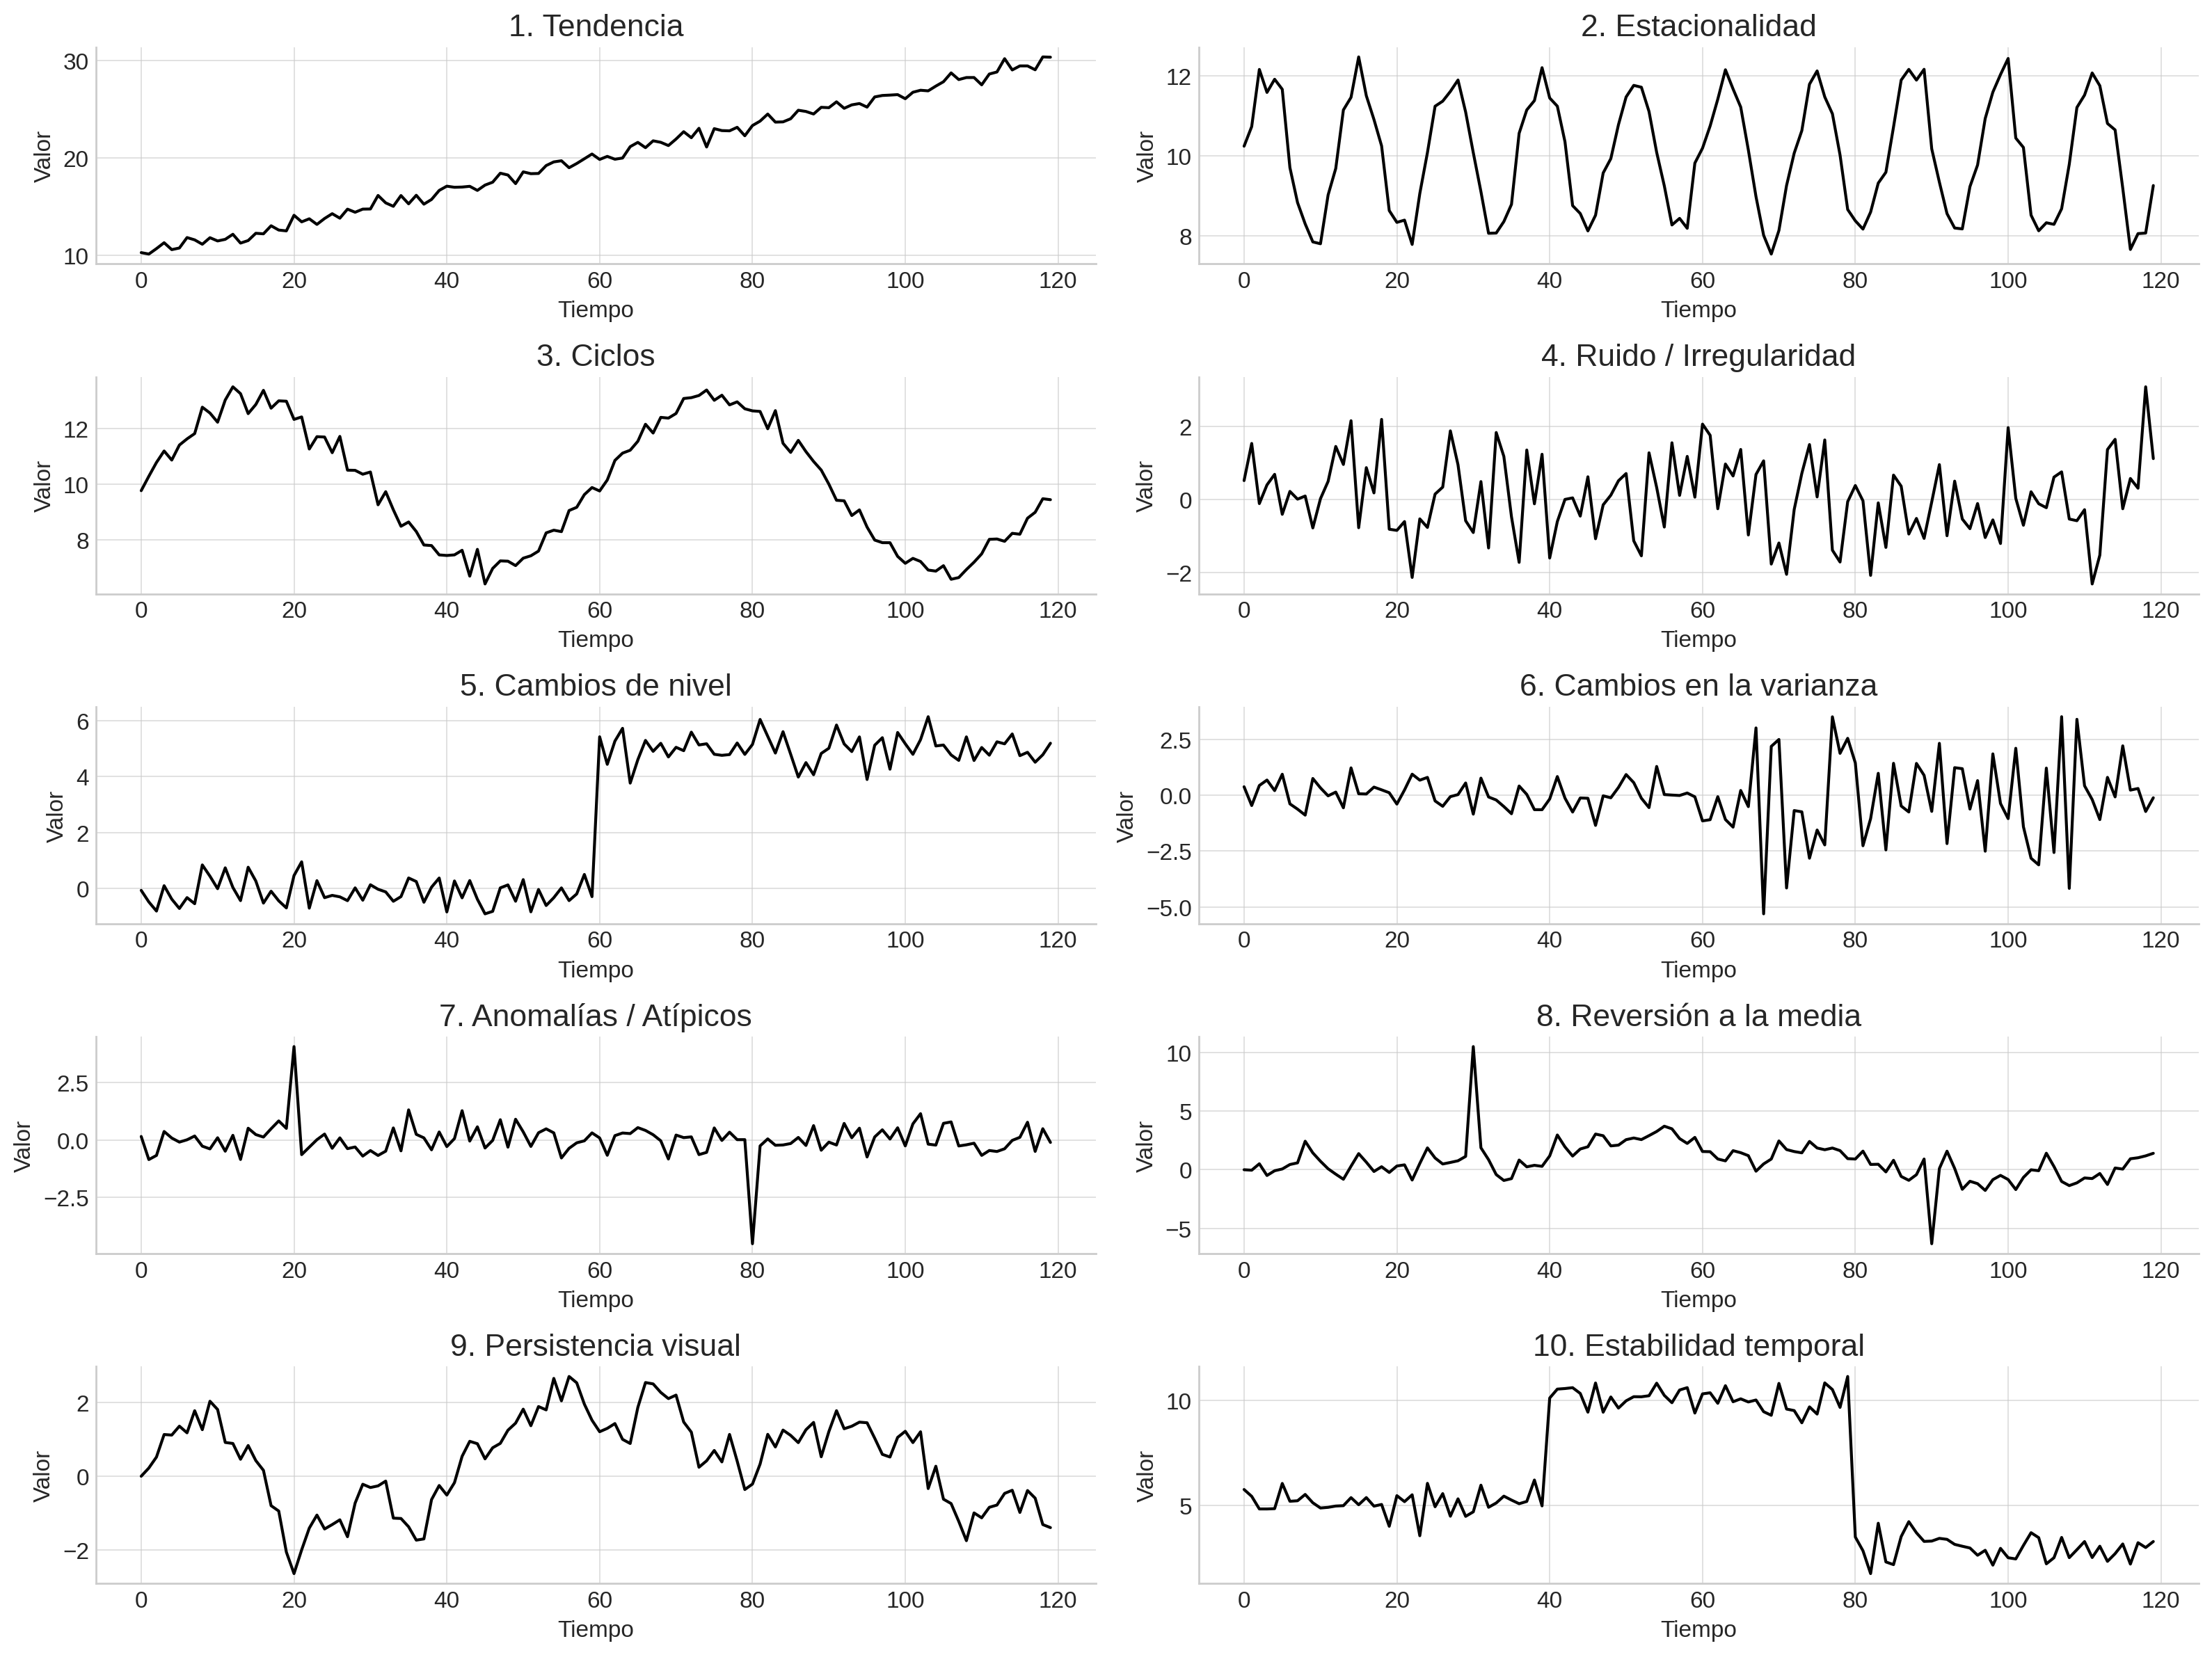 1. Tendencia
Valor
30
20
10
0 20 40 60 80 100 120
Tiempo
2. Estacionalidad
Valor
12
10
8
0 20 40 60 80 100 120
Tiempo
3. Ciclos
Valor
12
10
8
0 20 40 60 80 100 120
Tiempo
4. Ruido / Irregularidad
Valor
2
0
−2
0 20 40 60 80 100 120
Tiempo
5. Cambios de nivel
Valor
6
4
2
0
0 20 40 60 80 100 120
Tiempo
6. Cambios en la varianza
Valor
2.5
0.0
−2.5
−5.0
0 20 40 60 80 100 120
Tiempo
7. Anomalías / Atípicos
Valor
2.5
0.0
−2.5
0 20 40 60 80 100 120
Tiempo
8. Reversión a la media
Valor
10
5
0
−5
0 20 40 60 80 100 120
Tiempo
9. Persistencia visual
Valor
2
0
−2
0 20 40 60 80 100 120
Tiempo
10. Estabilidad temporal
Valor
10
5
0 20 40 60 80 100 120
Tiempo